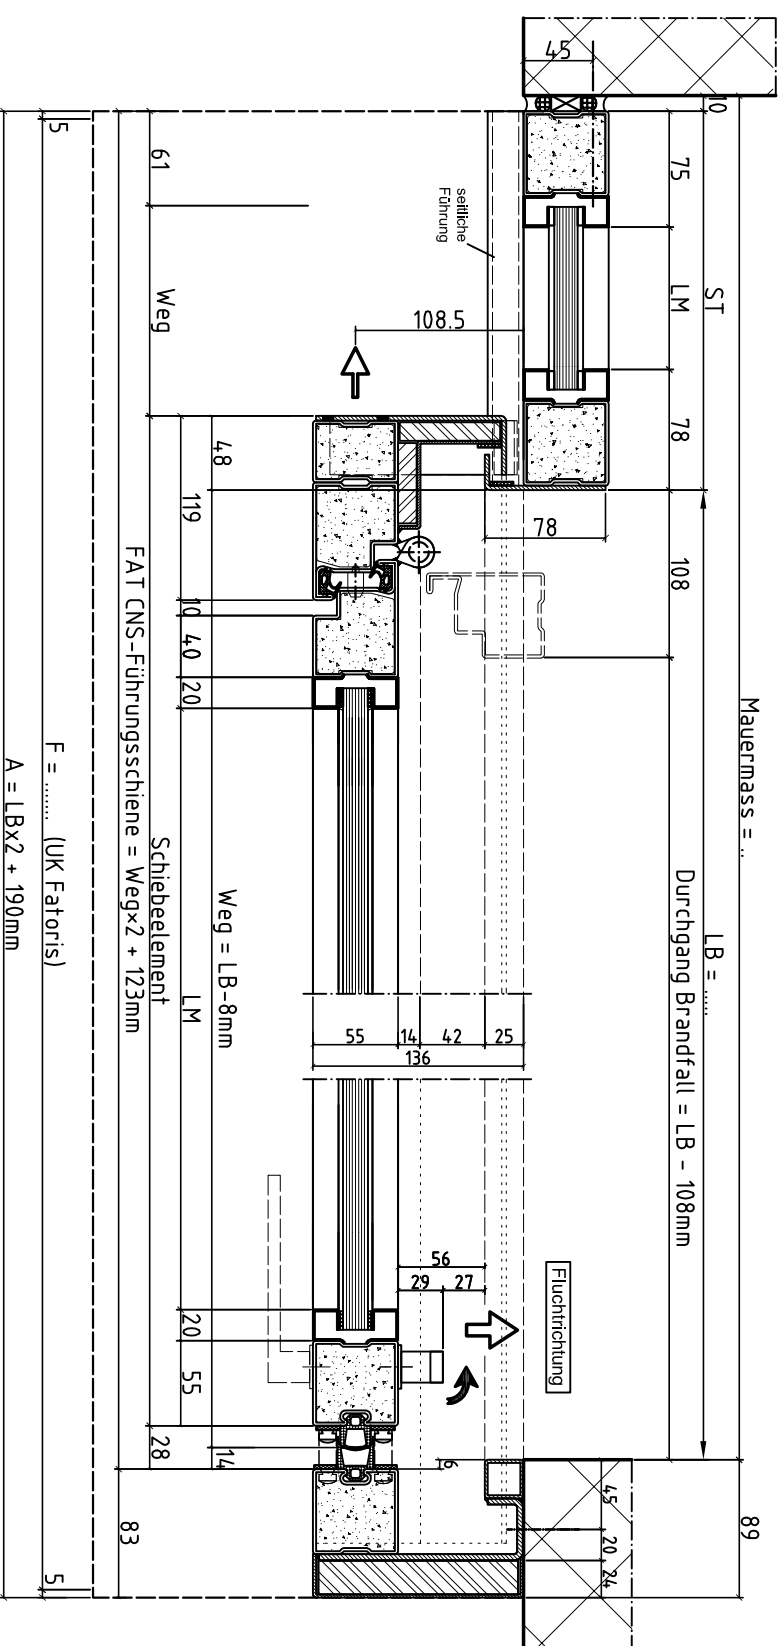 45
10
Mauermass = ..
89
ST
LB = .....
75
LM
78
108
Durchgang Brandfall = LB - 108mm
45
20
24
78
Fluchtrichtung
seitliche
Führung
108.5
55
14
42
25
136
56
29
27
6
Weg = LB-8mm
48
14
119
10
40
20
LM
20
55
61
Weg
Schiebeelement
28
FAT CNS-Führungsschiene = Weg×2 + 123mm
83
5
F = ....... (UK Fatoris)
5
A = LBx2 + 190mm